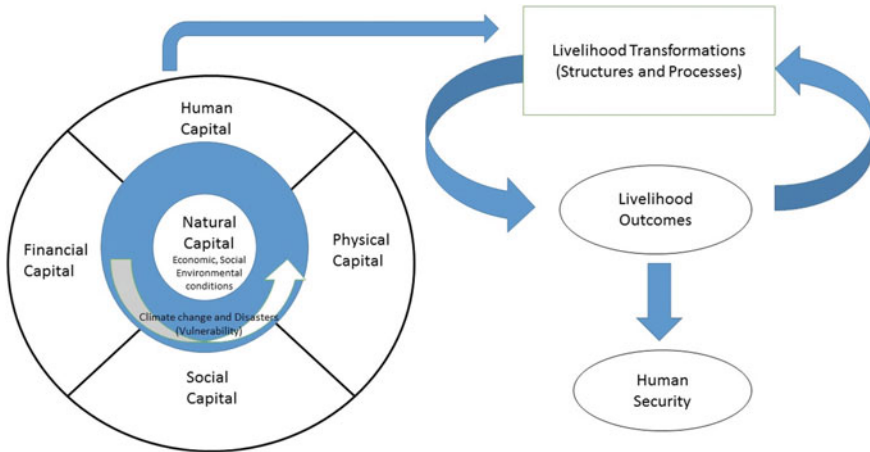 Human
Capital
Financial
Capital
Natural
Capital
Economic, Social
Environmental
conditions
Physical
Capital
Climate change and Disasters
(Vulnerability)
Social
Capital
Livelihood Transformations
(Structures and Processes)
Livelihood
Outcomes
Human
Security